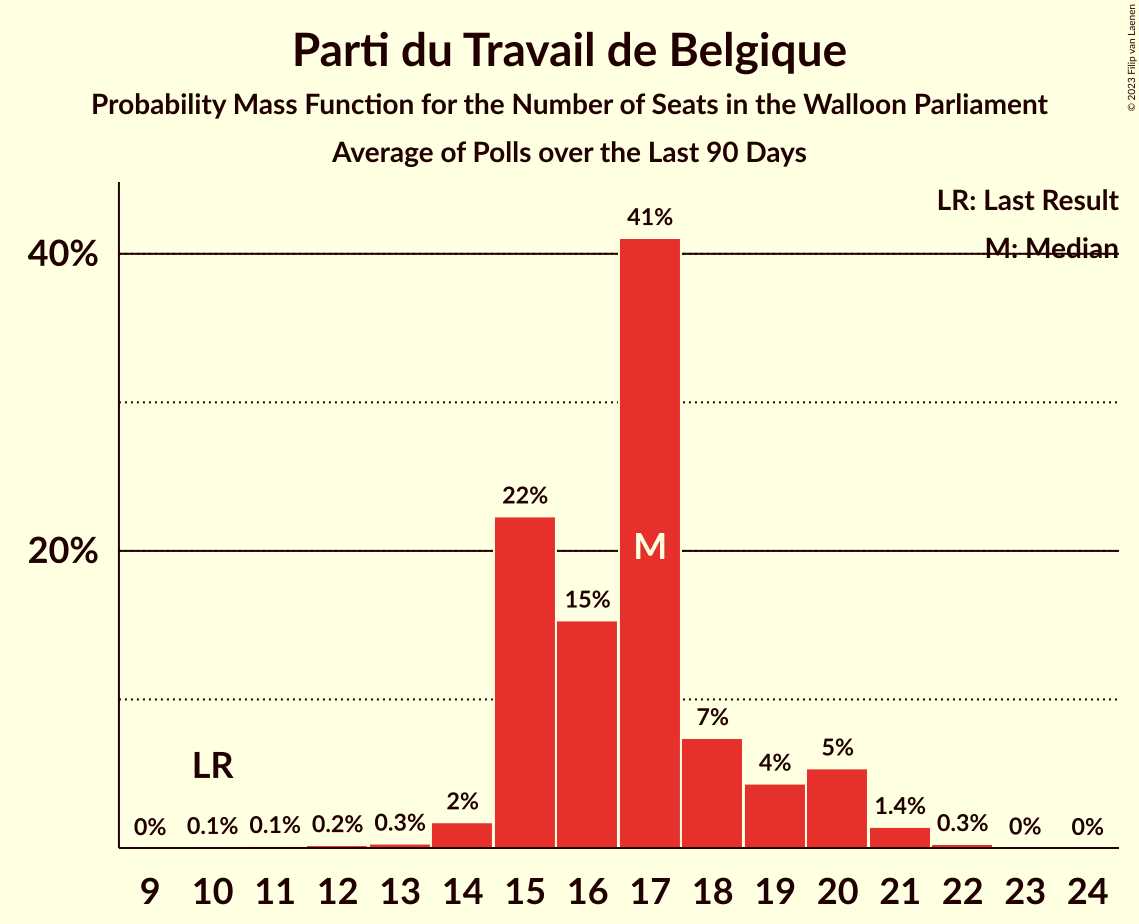 Parti du Travail de Belgique
Probability Mass Function for the Number of Seats in the Walloon Parliament
Average of Polls over the Last 90 Days
© 2023 Filip van Laenen
LR: Last Result
M: Median
40%
20%
41%
22%
15%
M
7%
4%
5%
LR
2%
1.4%
0% 0.1% 0.1% 0.2% 0.3% 0.3% 0% 0%
9 10 11 12 13 14 15 16 17 18 19 20 21 22 23 24